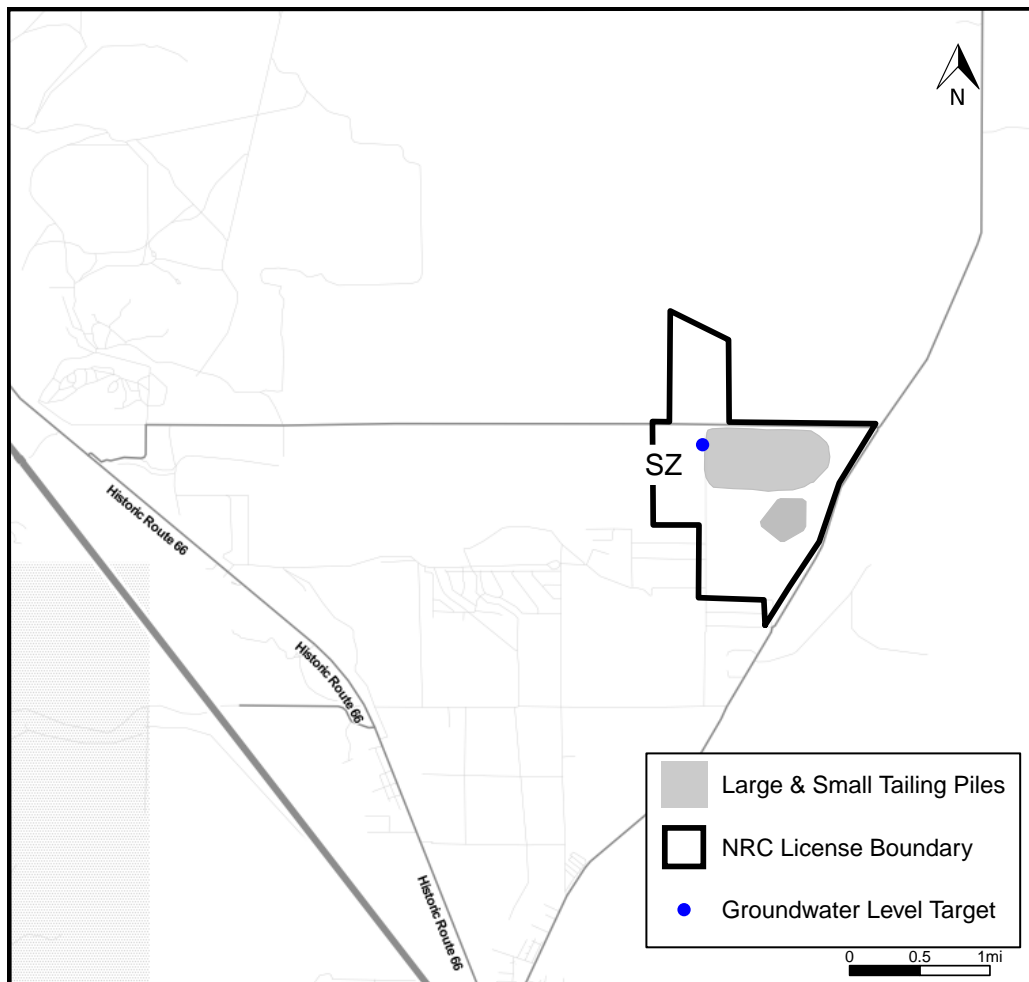 N
SZ
Historic Route 66
Historic Route 66
Historic Route 66
Large & Small Tailing Piles
NRC License Boundary
Groundwater Level Target
0 0.5 1mi